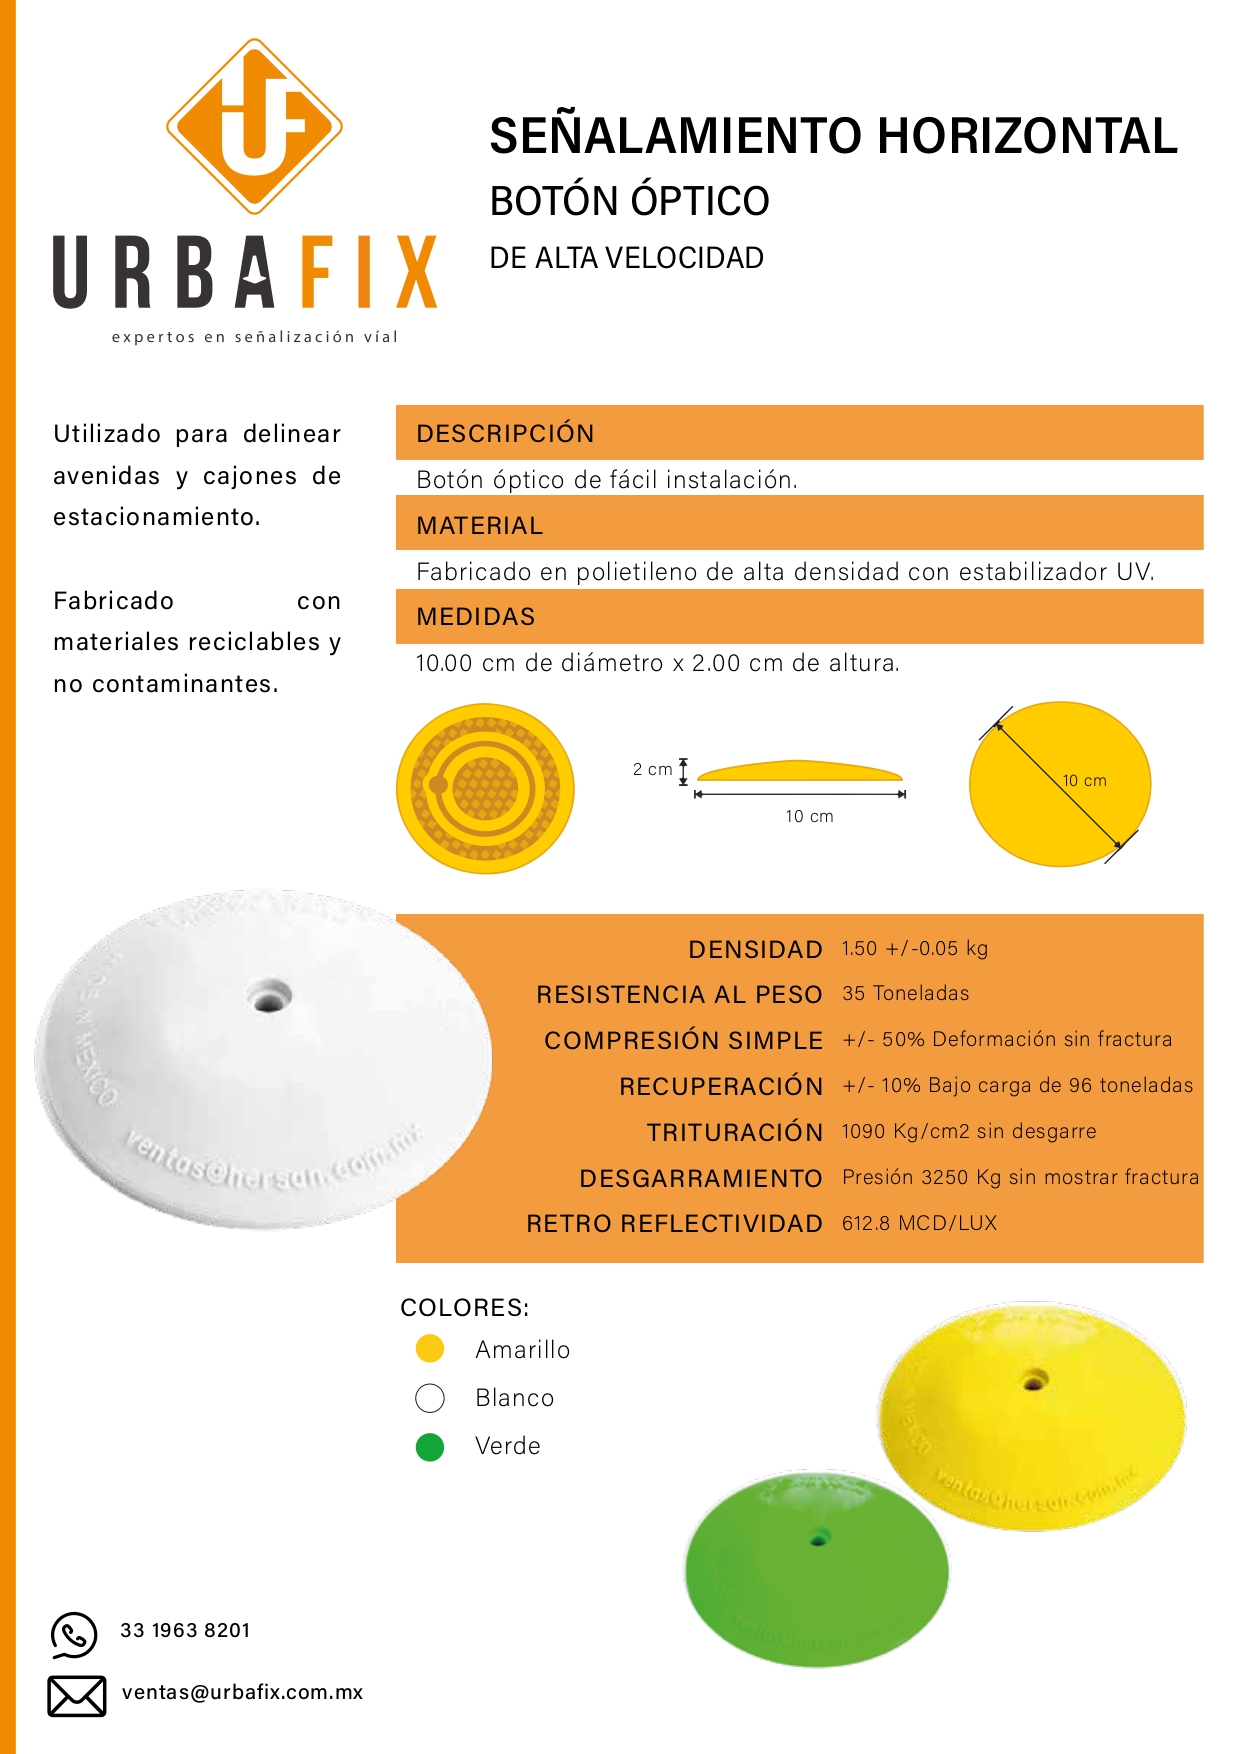 UF
URBAFIX
expertos en señalización víal
SEÑALAMIENTO HORIZONTAL
BOTÓN ÓPTICO
DE ALTA VELOCIDAD
Utilizado para delinear
avenidas y cajones de
estacionamiento.
Fabricado con
materiales reciclables y
no contaminantes.
DESCRIPCIÓN
Botón óptico de fácil instalación.
MATERIAL
Fabricado en polietileno de alta densidad con estabilizador UV.
MEDIDAS
10.00 cm de diámetro x 2.00 cm de altura.
2 cm
10 cm
10 cm
MEXICO
ventas@hersan.com.mx
DENSIDAD 1.50 +/-0.05 kg
RESISTENCIA AL PESO 35 Toneladas
COMPRESIÓN SIMPLE +/- 50% Deformación sin fractura
RECUPERACIÓN +/- 10% Bajo carga de 96 toneladas
TRITURACIÓN 1090 Kg/cm2 sin desgarre
DESGARRAMIENTO Presión 3250 Kg sin mostrar fractura
RETRO REFLECTIVIDAD 612.8 MCD/LUX
COLORES:
Amarillo
Blanco
Verde
ventas@hersan.com.mx
ventas@hersan.com.mx
33 1963 8201
ventas@urbafix.com.mx